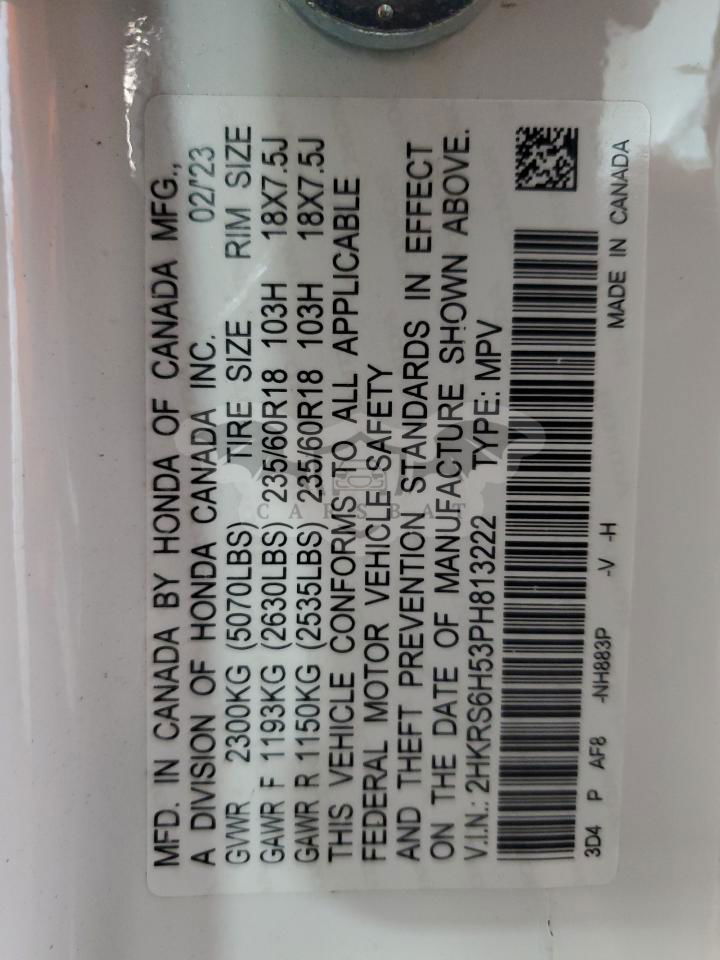 MFD. IN CANADA BY HONDA OF CANADA MFG.,
A DIVISION OF HONDA CANADA INC. 02/'23
GVWR 2300KG (5070LBS) TIRE SIZE RIM SIZE
GAWR F 1193KG (2630LBS) 235/60R18 103H 18X7.5J
GAWR R 1150KG (2535LBS) 235/60R18 103H 18X7.5J
THIS VEHICLE CONFORMS TO ALL APPLICABLE
FEDERAL MOTOR VEHICLE SAFETY
AND THEFT PREVENTION STANDARDS IN EFFECT
ON THE DATE OF MANUFACTURE SHOWN ABOVE.
V.I.N.: 2HKRS6H53PH813222 TYPE: MPV
3D4 P AF8 -NH883P -V -H MADE IN CANADA
CARSBAT